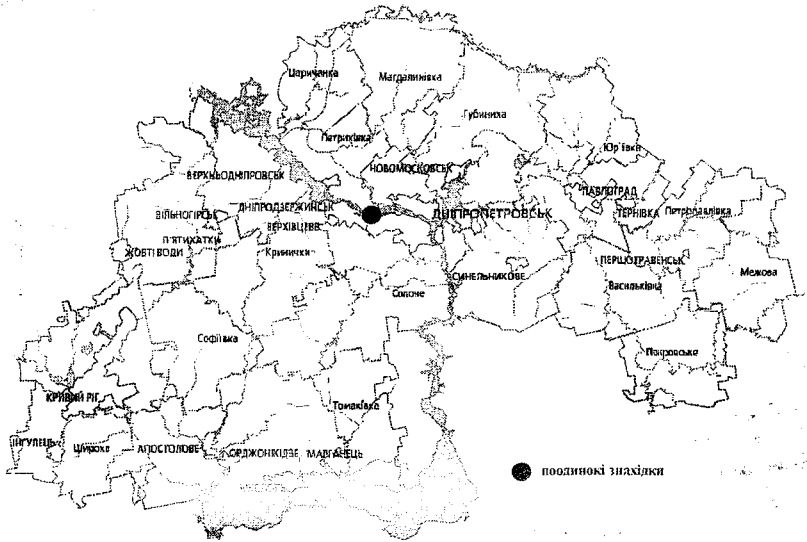 Царичанка
Магдалинівка
Губиниха
Петриківка
Юр'ївка
НОВОМОСКОВСЬК
ВЕРХНЬОДНІПРОВСЬК
ПАВЛОГРАД
ДНІПРОДЗЕРЖИНСЬК
ДНІПРОПЕТРОВСЬК
ТЕРНІВКА
Петропавлівка
ВІЛЬНОГІРСЬК
ВЕРХІВЦЕВЕ
П'ЯТИХАТКИ
ЖОВТІ ВОДИ
Кринички
ПЕРШОТРАВЕНСЬК
СИНЕЛЬНИКОВЕ
Межова
Васильківка
Солоне
Софіївка
Покровське
КРИВИЙ РІГ
Томаківка
ІНГУЛЕЦЬ
Широке
АПОСТОЛОВЕ
ОРДЖОНІКІДЗЕ
МАРГАНЕЦЬ
поодинокі знахідки